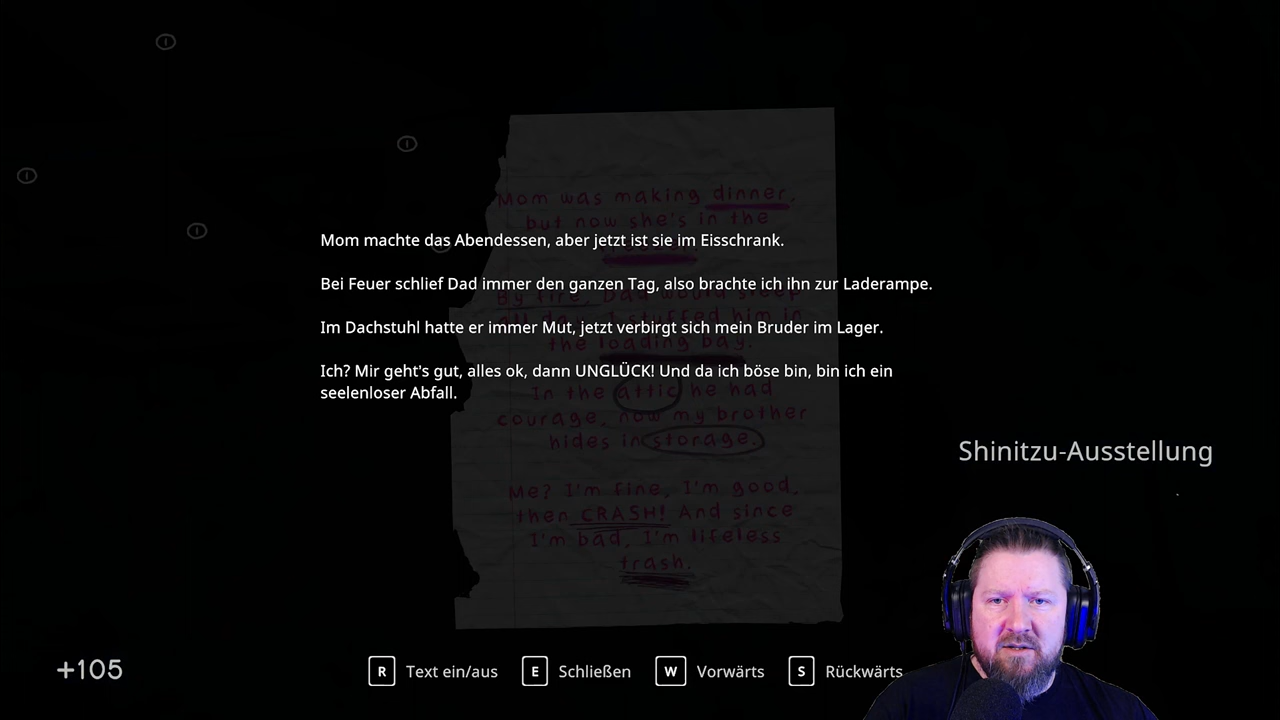 Mom was making dinner,
but now she's in the
Mom machte das Abendessen, aber jetzt ist sie im Eisschrank.
Bei Feuer schlief Dad immer den ganzen Tag, also brachte ich ihn zur Laderampe.
By fire, Dad would sleep
all day, I stuffed him in
Im Dachstuhl hatte er immer Mut, jetzt verbirgt sich mein Bruder im Lager.
the loading bay.
Ich? Mir geht's gut, alles ok, dann UNGLÜCK! Und da ich böse bin, bin ich ein
seelenloser Abfall.
In the attic he had
courage, now my brother
hides in storage.
Shinitzu-Ausstellung
Me? I'm fine, I'm good,
then CRASH! And since
I'm bad, I'm lifeless
trash.
+105
R Text ein/aus E Schließen W Vorwärts S Rückwärts